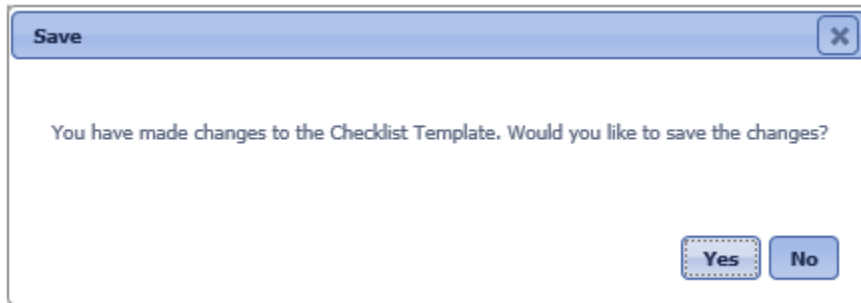 Save
You have made changes to the Checklist Template. Would you like to save the changes?
Yes
No